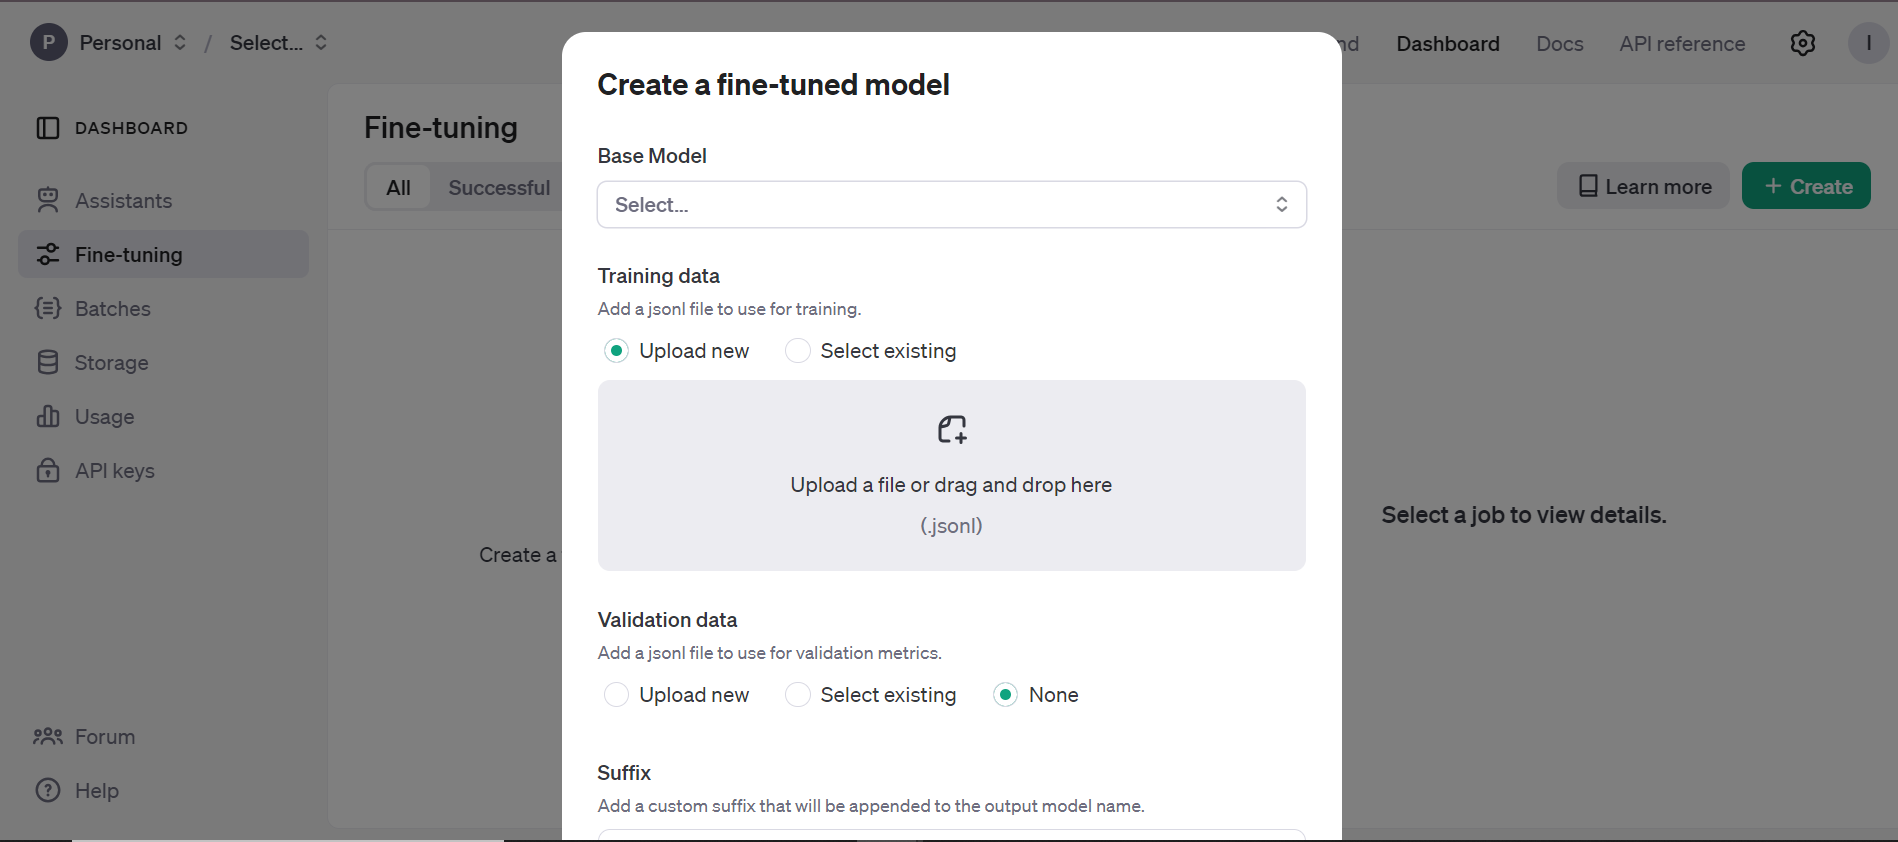 P Personal / Select...
Dashboard Docs API reference I
DASHBOARD
Assistants
Fine-tuning
Batches
Storage
Usage
API keys
Forum
Help
Fine-tuning
All Successful
Learn more + Create
Create a
Select a job to view details.
Create a fine-tuned model
Base Model
Select...
Training data
Add a jsonl file to use for training.
Upload new Select existing
Upload a file or drag and drop here
(.jsonl)
Validation data
Add a jsonl file to use for validation metrics.
Upload new Select existing None
Suffix
Add a custom suffix that will be appended to the output model name.